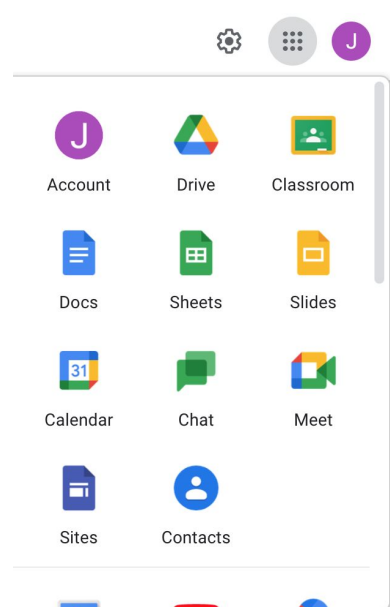 J
J
Account Drive Classroom
Docs Sheets Slides
31
Calendar Chat Meet
Sites Contacts